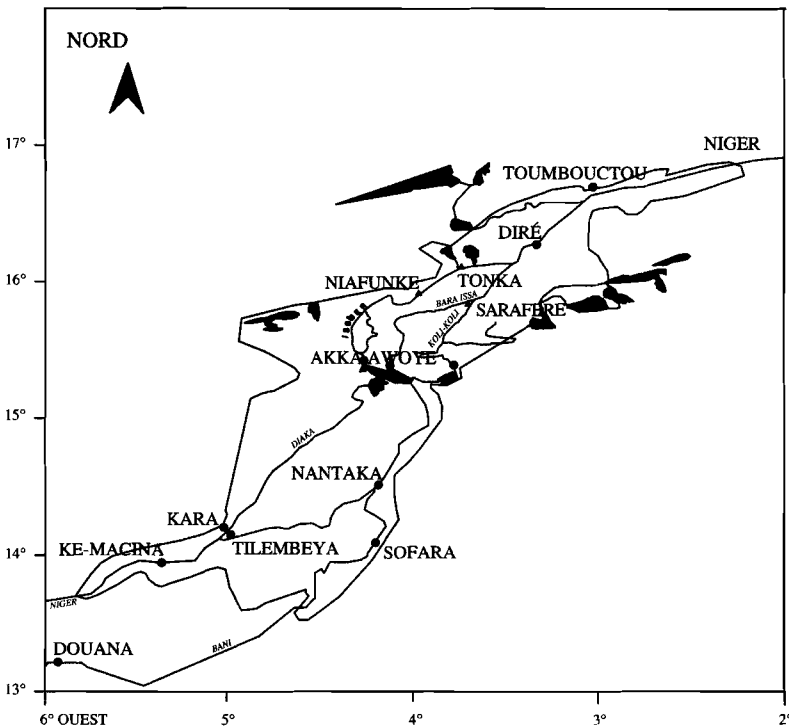 NORD
NIGER
17°
TOUMBOUCTOU
DIRÉ
16°
NIAFUNKE
TONKA
BARA ISSA
SARAFERE
KOLI-KOLI
ISSUER
AKKA AWOYE
15°
DIAKA
NANTAKA
KARA
KE-MACINA
TILEMBEYA
SOFARA
14°
NIGER
DOUANA
BANI
13°
6° OUEST
5°
4°
3°
2°